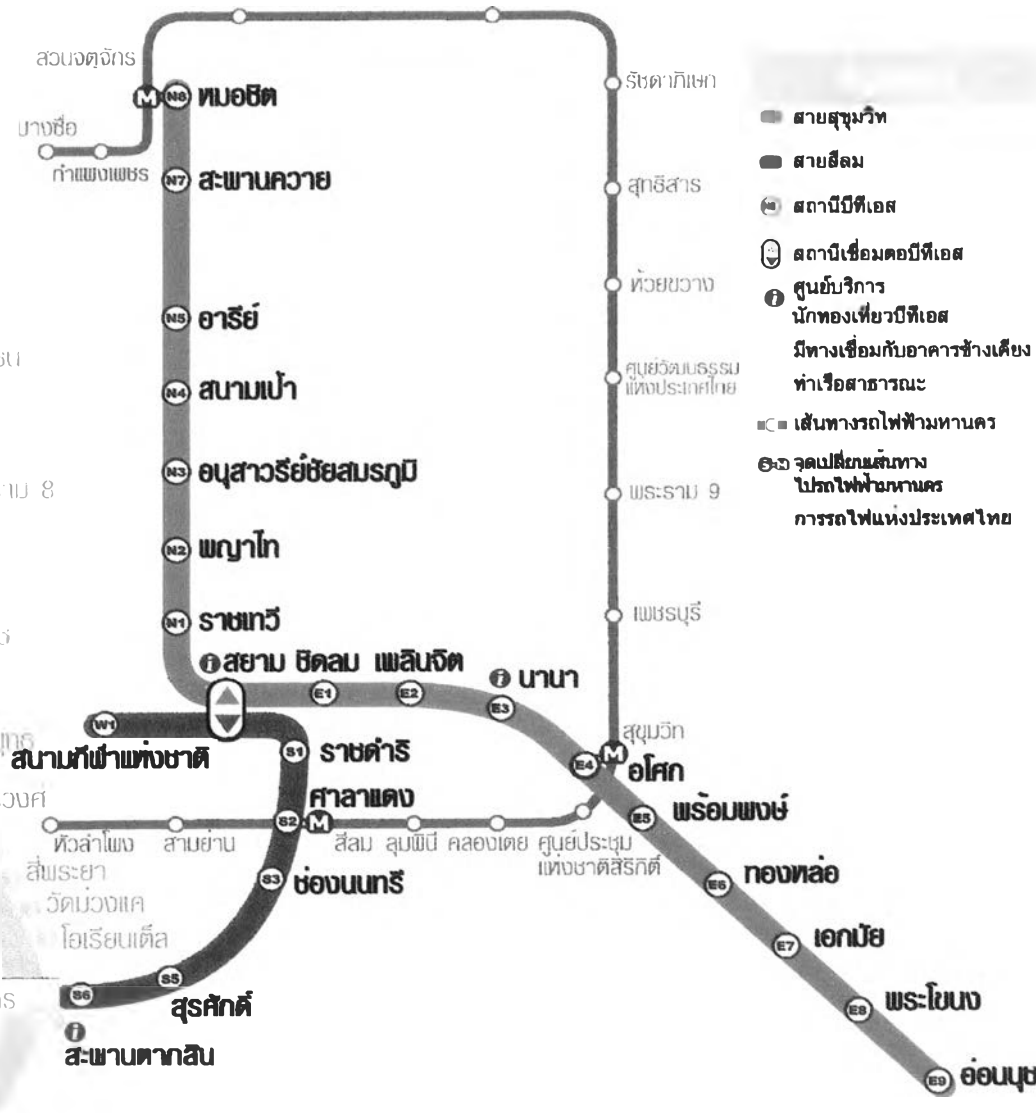 สวนจตุจักร
M
N8
หมอชิต
บางซื่อ
กำแพงเพชร
N7
สะพานควาย
N5
อารีย์
N4
สนามเป้า
N3
อนุสาวรีย์ชัยสมรภูมิ
N2
พญาไท
N1
ราชเทวี
i สยาม ชิดลม เพลินจิต
i นานา
E1
E2
E3
W1
สนามกีฬาแห่งชาติ
S1
ราชดำริ
ศาลาแดง
S2
M
S3
ช่องนนทรี
S5
สุรศักดิ์
S6
i
สะพานตากสิน
หัวลำโพง
สามย่าน
สีลม
ลุมพินี
คลองเตย
ศูนย์ประชุม
แห่งชาติสิริกิติ์
สี่พระยา
วัดม่วงแค
โอเรียนเต็ล
รัชดาภิเษก
สุทธิสาร
ห้วยขวาง
ศูนย์วัฒนธรรม
แห่งประเทศไทย
พระราม 9
เพชรบุรี
สุขุมวิท
M
E4
อโศก
E5
พร้อมพงษ์
E6
ทองหล่อ
E7
เอกมัย
E8
พระโขนง
E9
อ่อนนุช
สายสุขุมวิท
สายสีลม
สถานีบีทีเอส
สถานีเชื่อมต่อบีทีเอส
i ศูนย์บริการ
นักท่องเที่ยวบีทีเอส
มีทางเชื่อมกับอาคารข้างเคียง
ท่าเรือสาธารณะ
เส้นทางรถไฟฟ้ามหานคร
จุดเปลี่ยนเส้นทาง
ไปรถไฟฟ้ามหานคร
การรถไฟแห่งประเทศไทย